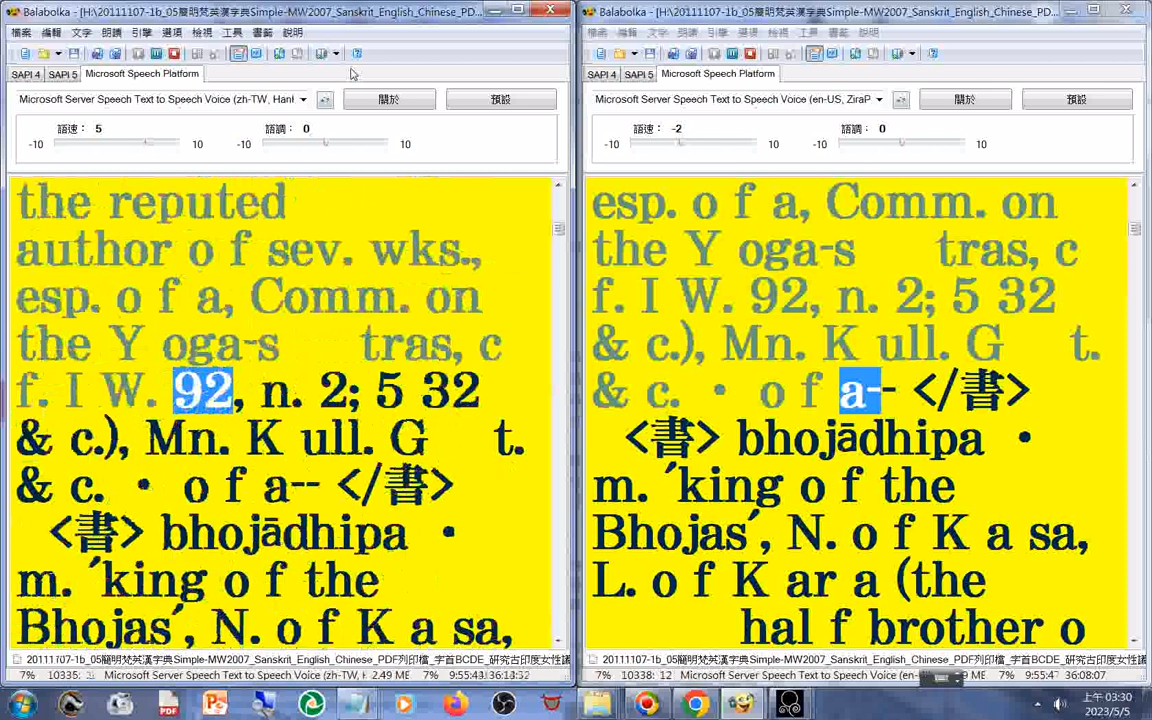 Balabolka - [H:\20111107-1b_05簡明梵英漢字典Simple-MW2007_Sanskrit_English_Chinese_PD...
檔案 編輯 文字 朗讀 引擎 選項 檢視 工具 書籤 說明
SAPI 4 SAPI 5 Microsoft Speech Platform
Microsoft Server Speech Text to Speech Voice (zh-TW, Han
關於 預設
語速： 5 語調： 0
-10 10 -10 10
the reputed
author o f sev. wks.,
esp. o f a, Comm. on
the Y oga-s tras, c
f. I W. 92, n. 2; 5 32
& c.), Mn. K ull. G t.
& c. • o f a-- </書>
<書> bhojādhipa •
m. ´king o f the
Bhojas´, N. o f K a sa,
20111107-1b_05簡明梵英漢字典Simple-MW2007_Sanskrit_English_Chinese_PDF列印檔_字首BCDE_研究古印度女性
7% Microsoft Server Speech Text to Speech Voice (zh-TW, 2.49 MB 7%
Balabolka - [H:\20111107-1b_05簡明梵英漢字典Simple-MW2007_Sanskrit_English_Chinese_PD...
檔案 編輯 文字 朗讀 引擎 選項 檢視 工具 書籤 說明
SAPI 4 SAPI 5 Microsoft Speech Platform
Microsoft Server Speech Text to Speech Voice (en-US, ZiraP
關於 預設
語速： -2 語調： 0
-10 10 -10 10
esp. o f a, Comm. on
the Y oga-s tras, c
f. I W. 92, n. 2; 5 32
& c.), Mn. K ull. G t.
& c. • o f a-- </書>
<書> bhojādhipa •
m. ´king o f the
Bhojas´, N. o f K a sa,
L. o f K ar a (the
hal f brother o
20111107-1b_05簡明梵英漢字典Simple-MW2007_Sanskrit_English_Chinese_PDF列印檔_字首BCDE_研究古印度女性
7% 10338: 12 Microsoft Server Speech Text to Speech Voice (en- 7% 9:55:47 36:08:07
上午 03:30
2023/5/5